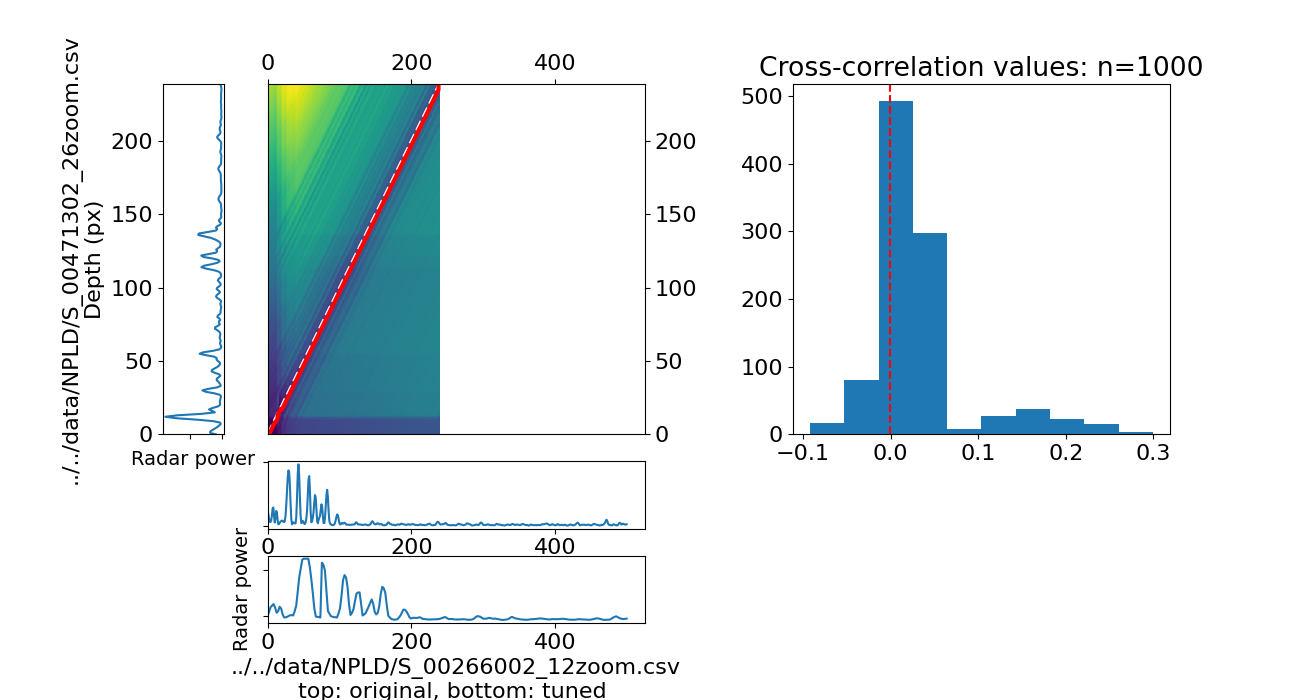 Cross-correlation values: n=1000
0 200 400
../../data/NPLD/S_00471302_26zoom.csv
Depth (px)
200
150
100
50
0
200
150
100
50
0
500
400
300
200
100
0
−0.1 0.0 0.1 0.2 0.3
Radar power
0 200 400
Radar power
0 200 400
../../data/NPLD/S_00266002_12zoom.csv
top: original, bottom: tuned